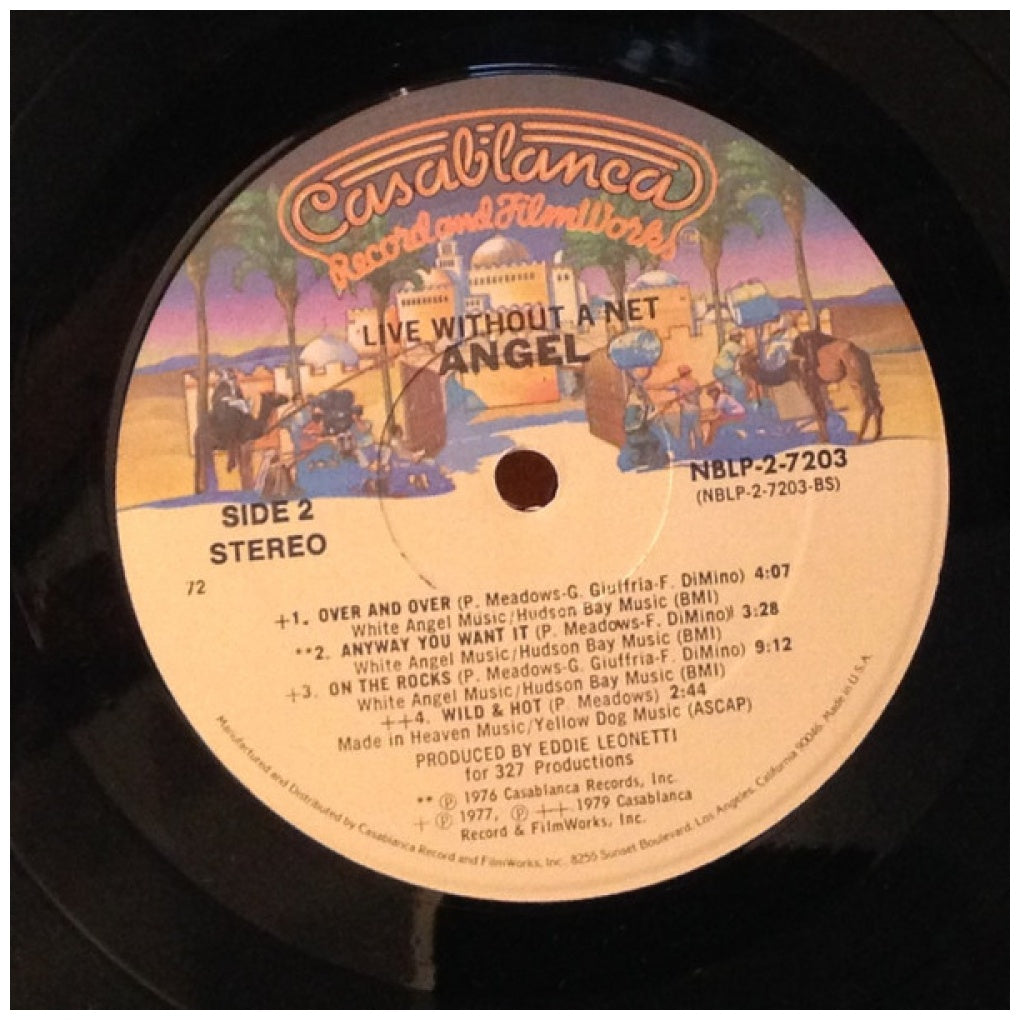 Casablanca
Record and FilmWorks
LIVE WITHOUT A NET
ANGEL
NBLP-2-7203
(NBLP-2-7203-BS)
SIDE 2
STEREO
72
+1. OVER AND OVER (P. Meadows-G. Giuffria-F. DiMino) 4:07
White Angel Music/Hudson Bay Music (BMI)
**2. ANYWAY YOU WANT IT (P. Meadows-F. DiMino) 3:28
White Angel Music/Hudson Bay Music (BMI)
+3. ON THE ROCKS (P. Meadows-G. Giuffria-F. DiMino) 9:12
White Angel Music/Hudson Bay Music (BMI)
++4. WILD & HOT (P. Meadows) 2:44
Made in Heaven Music/Yellow Dog Music (ASCAP)
PRODUCED BY EDDIE LEONETTI
for 327 Productions
** ℗ 1976 Casablanca Records, Inc.
+ ℗ 1977, ℗ ++ 1979 Casablanca
Record & FilmWorks, Inc.
Manufactured and Distributed by Casablanca Record and FilmWorks, Inc. 8255 Sunset Boulevard, Los Angeles, California 90046. Made in U.S.A.